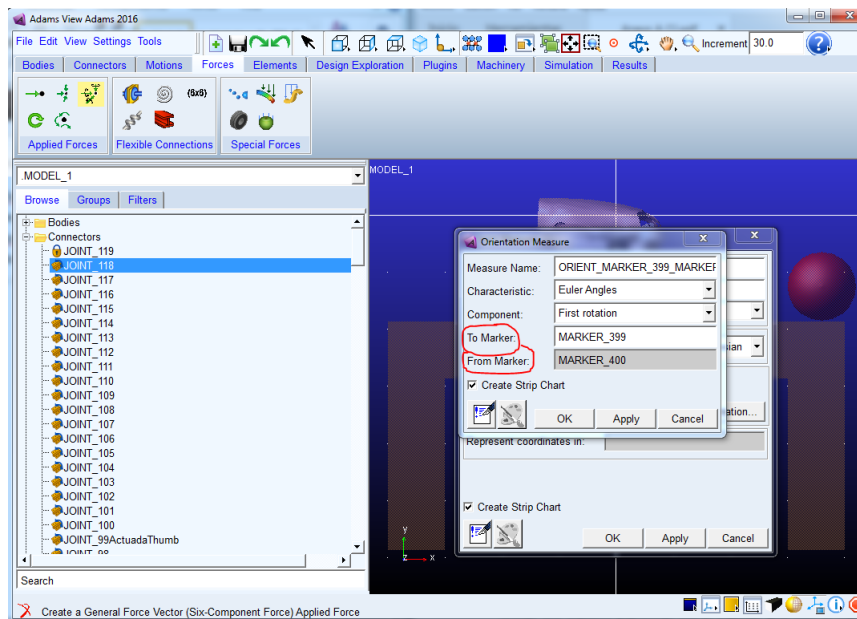 Adams View Adams 2016
File Edit View Settings Tools
Increment 30.0
Bodies Connectors Motions Forces Elements Design Exploration Plugins Machinery Simulation Results
(6x6)
Applied Forces Flexible Connections Special Forces
.MODEL_1
Browse Groups Filters
Bodies
Connectors
JOINT_119
JOINT_118
JOINT_117
JOINT_116
JOINT_115
JOINT_114
JOINT_113
JOINT_112
JOINT_111
JOINT_110
JOINT_109
JOINT_108
JOINT_107
JOINT_106
JOINT_105
JOINT_104
JOINT_103
JOINT_102
JOINT_101
JOINT_100
JOINT_99ActuadaThumb
JOINT_98
Search
Create a General Force Vector (Six-Component Force) Applied Force
MODEL_1
Orientation Measure
Measure Name: ORIENT_MARKER_399_MARKER
Characteristic: Euler Angles
Component: First rotation
To Marker: MARKER_399
From Marker: MARKER_400
Create Strip Chart
OK Apply Cancel
sian
ation...
Represent coordinates in:
Create Strip Chart
OK Apply Cancel
y
z x